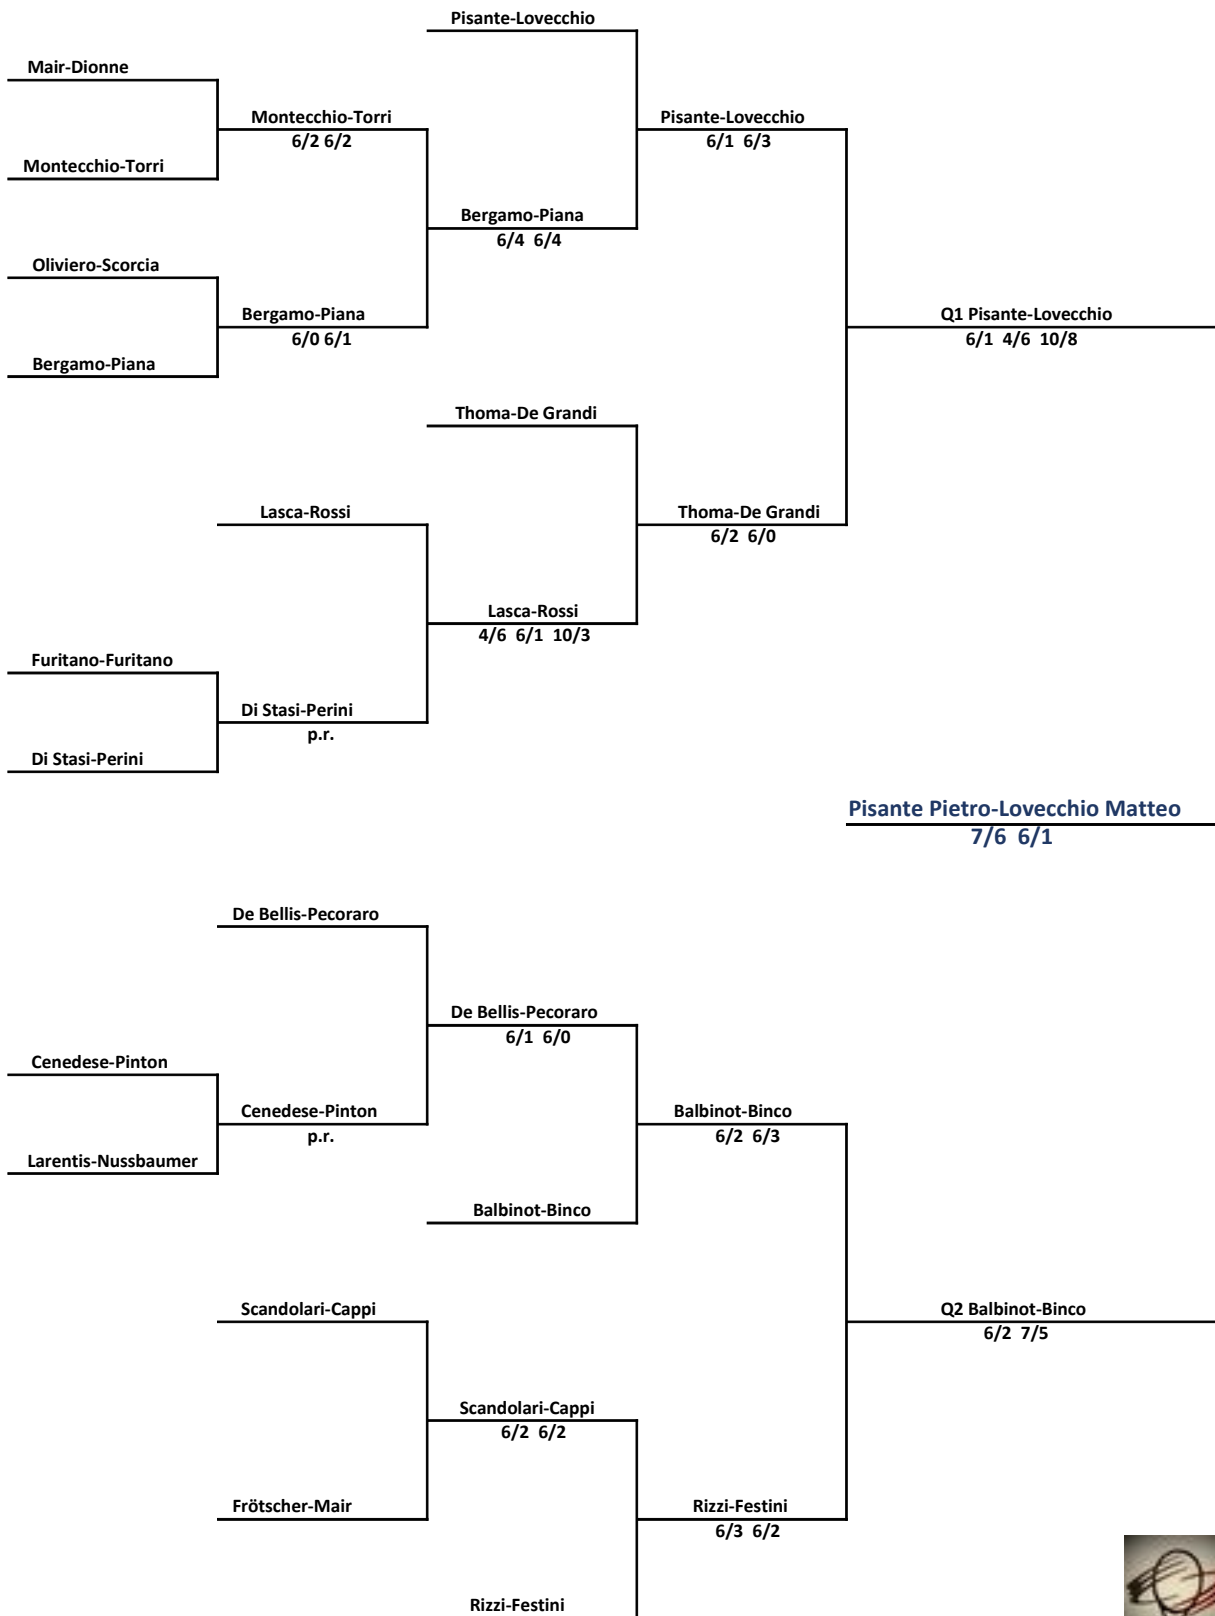 Pisante-Lovecchio
Mair-Dionne
Montecchio-Torri
Pisante-Lovecchio
6/2 6/2
6/1 6/3
Montecchio-Torri
Bergamo-Piana
6/4 6/4
Oliviero-Scorcia
Bergamo-Piana
Q1 Pisante-Lovecchio
6/0 6/1
6/1 4/6 10/8
Bergamo-Piana
Thoma-De Grandi
Lasca-Rossi
Thoma-De Grandi
6/2 6/0
Lasca-Rossi
4/6 6/1 10/3
Furitano-Furitano
Di Stasi-Perini
p.r.
Di Stasi-Perini
Pisante Pietro-Lovecchio Matteo
7/6 6/1
De Bellis-Pecoraro
De Bellis-Pecoraro
6/1 6/0
Cenedese-Pinton
Cenedese-Pinton
Balbinot-Binco
p.r.
6/2 6/3
Larentis-Nussbaumer
Balbinot-Binco
Scandolari-Cappi
Q2 Balbinot-Binco
6/2 7/5
Scandolari-Cappi
6/2 6/2
Frötscher-Mair
Rizzi-Festini
6/3 6/2
Rizzi-Festini